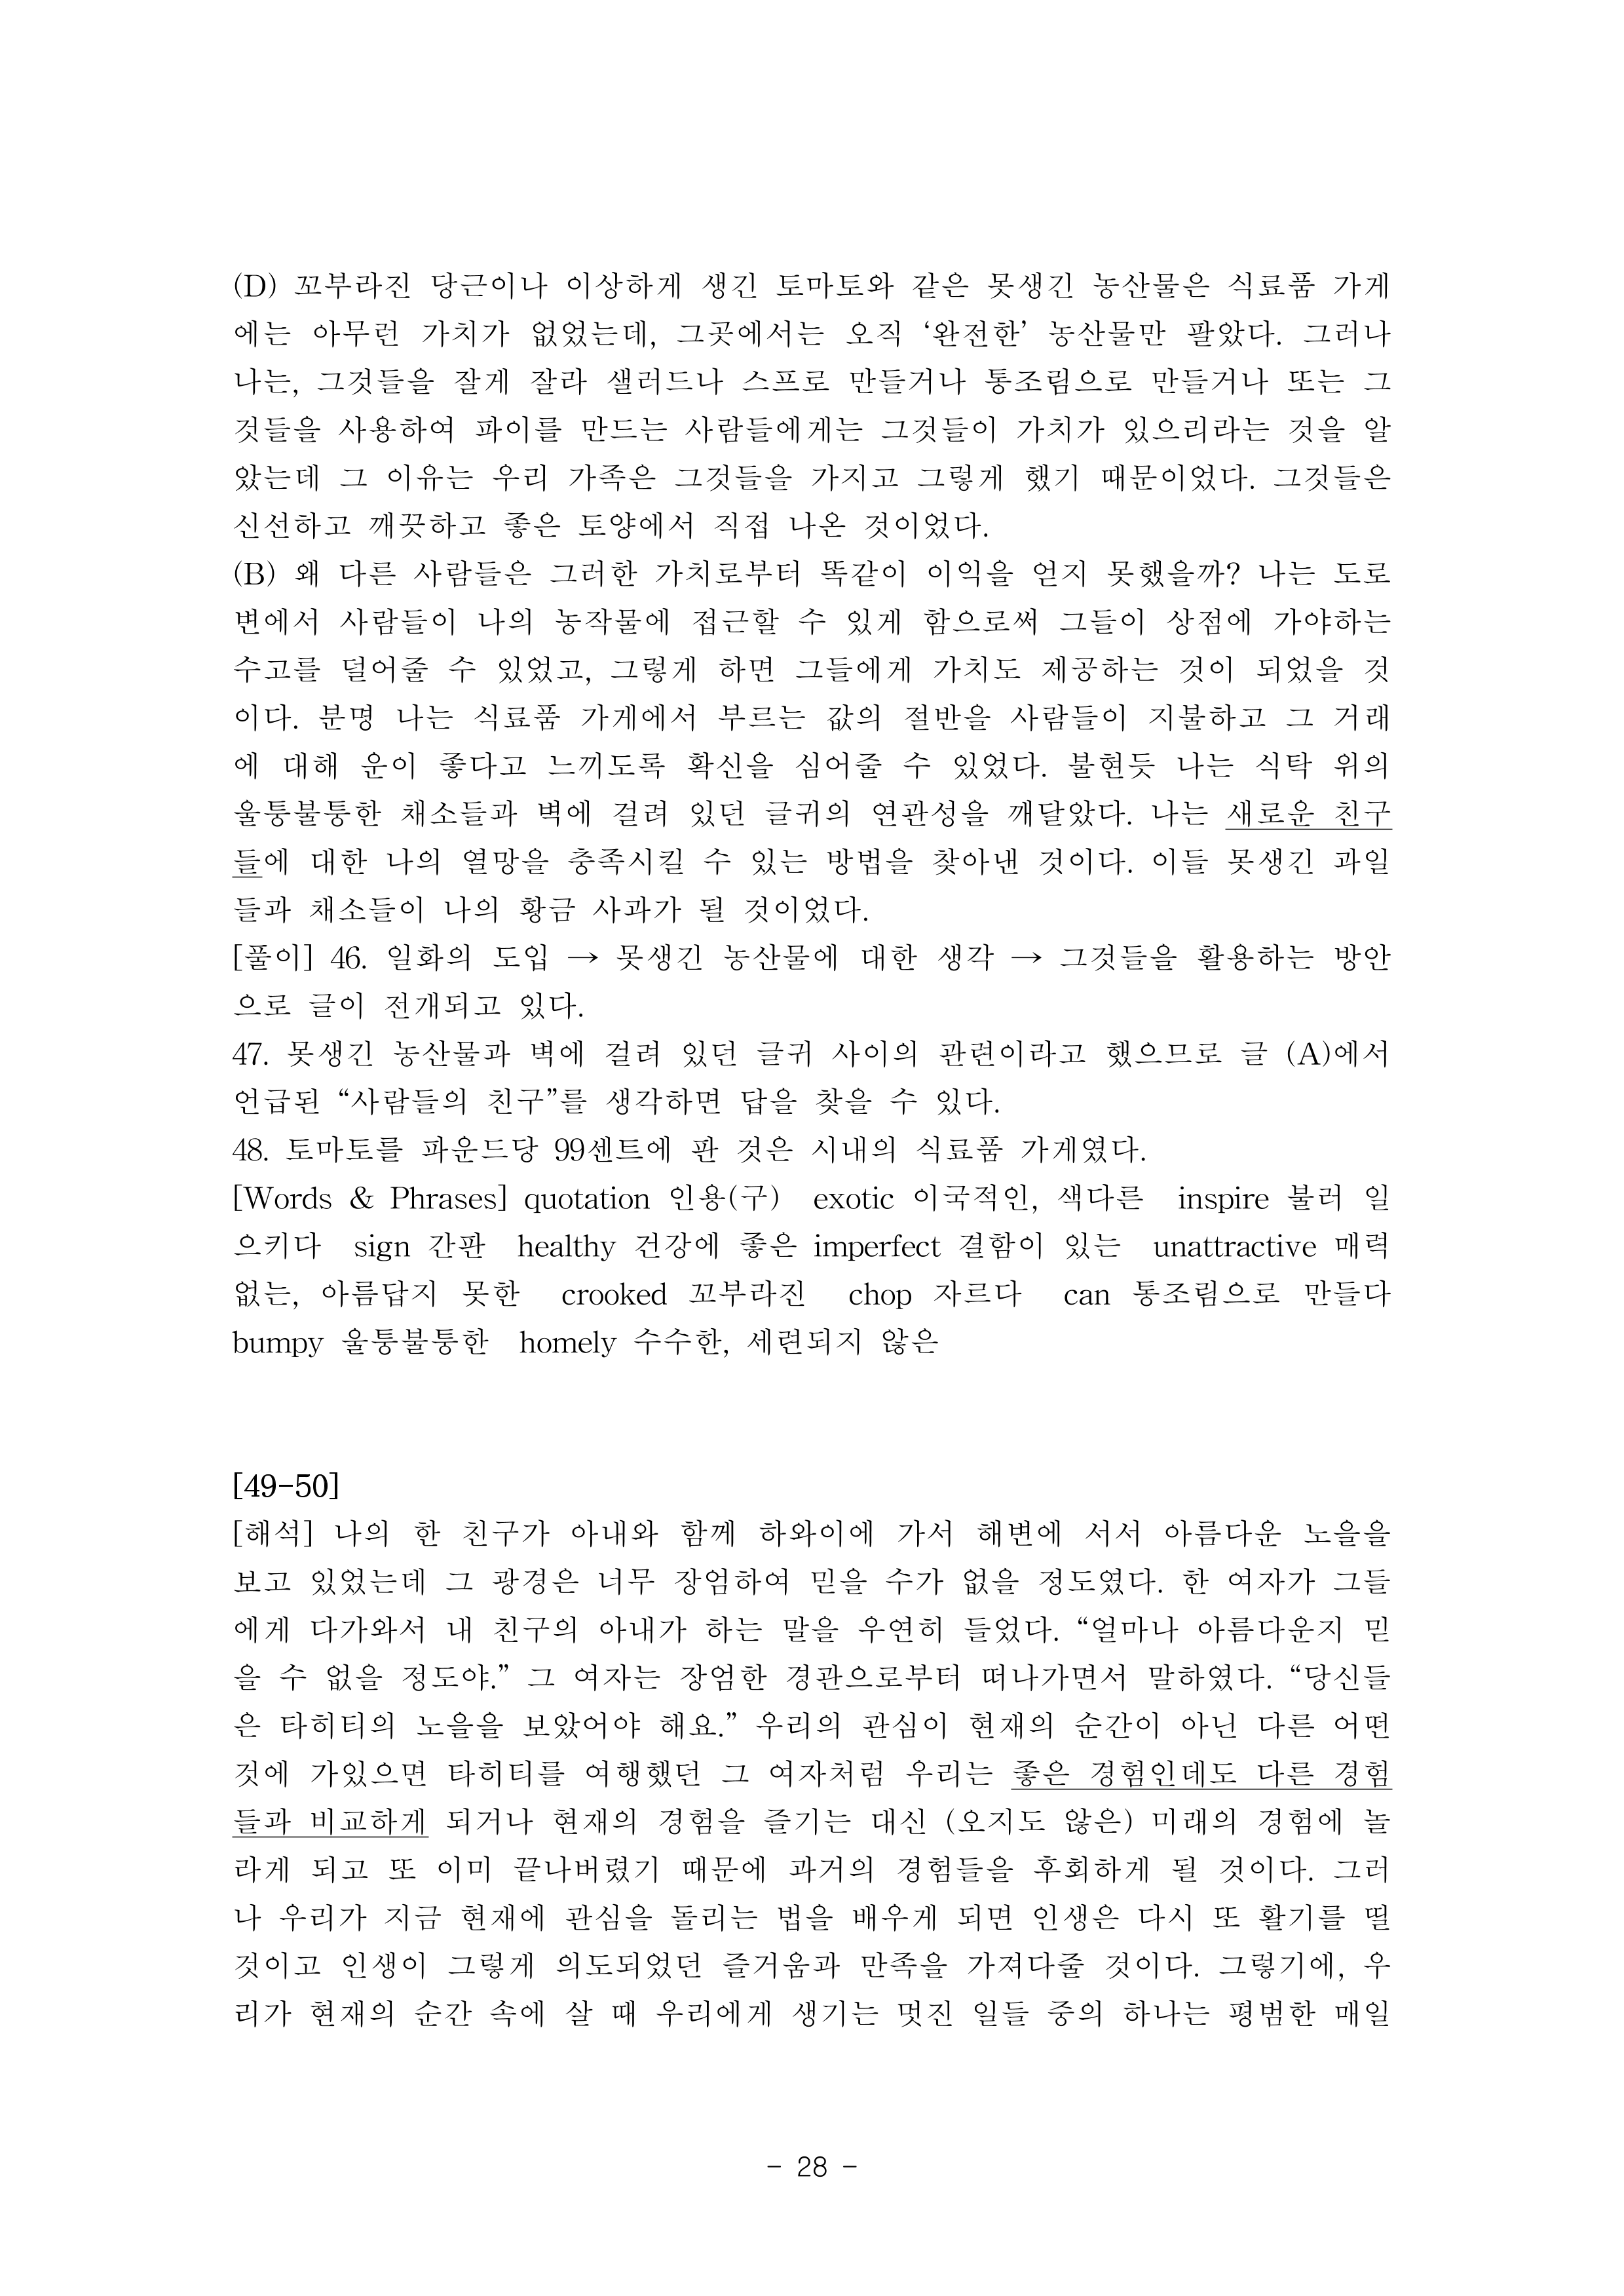 (D) 꼬부라진 당근이나 이상하게 생긴 토마토와 같은 못생긴 농산물은 식료품 가게
에는 아무런 가치가 없었는데, 그곳에서는 오직 ‘완전한’ 농산물만 팔았다. 그러나
나는, 그것들을 잘게 잘라 샐러드나 스프로 만들거나 통조림으로 만들거나 또는 그
것들을 사용하여 파이를 만드는 사람들에게는 그것들이 가치가 있으리라는 것을 알
았는데 그 이유는 우리 가족은 그것들을 가지고 그렇게 했기 때문이었다. 그것들은
신선하고 깨끗하고 좋은 토양에서 직접 나온 것이었다.
(B) 왜 다른 사람들은 그러한 가치로부터 똑같이 이익을 얻지 못했을까? 나는 도로
변에서 사람들이 나의 농작물에 접근할 수 있게 함으로써 그들이 상점에 가야하는
수고를 덜어줄 수 있었고, 그렇게 하면 그들에게 가치도 제공하는 것이 되었을 것
이다. 분명 나는 식료품 가게에서 부르는 값의 절반을 사람들이 지불하고 그 거래
에 대해 운이 좋다고 느끼도록 확신을 심어줄 수 있었다. 불현듯 나는 식탁 위의
울퉁불퉁한 채소들과 벽에 걸려 있던 글귀의 연관성을 깨달았다. 나는 새로운 친구
들에 대한 나의 열망을 충족시킬 수 있는 방법을 찾아낸 것이다. 이들 못생긴 과일
들과 채소들이 나의 황금 사과가 될 것이었다.
[풀이] 46. 일화의 도입 → 못생긴 농산물에 대한 생각 → 그것들을 활용하는 방안
으로 글이 전개되고 있다.
47. 못생긴 농산물과 벽에 걸려 있던 글귀 사이의 관련이라고 했으므로 글 (A)에서
언급된 “사람들의 친구”를 생각하면 답을 찾을 수 있다.
48. 토마토를 파운드당 99센트에 판 것은 시내의 식료품 가게였다.
[Words & Phrases] quotation 인용(구) exotic 이국적인, 색다른 inspire 불러 일
으키다 sign 간판 healthy 건강에 좋은 imperfect 결함이 있는 unattractive 매력
없는, 아름답지 못한 crooked 꼬부라진 chop 자르다 can 통조림으로 만들다
bumpy 울퉁불퉁한 homely 수수한, 세련되지 않은
[49-50]
[해석] 나의 한 친구가 아내와 함께 하와이에 가서 해변에 서서 아름다운 노을을
보고 있었는데 그 광경은 너무 장엄하여 믿을 수가 없을 정도였다. 한 여자가 그들
에게 다가와서 내 친구의 아내가 하는 말을 우연히 들었다. “얼마나 아름다운지 믿
을 수 없을 정도야.” 그 여자는 장엄한 경관으로부터 떠나가면서 말하였다. “당신들
은 타히티의 노을을 보았어야 해요.” 우리의 관심이 현재의 순간이 아닌 다른 어떤
것에 가있으면 타히티를 여행했던 그 여자처럼 우리는 좋은 경험인데도 다른 경험
들과 비교하게 되거나 현재의 경험을 즐기는 대신 (오지도 않은) 미래의 경험에 놀
라게 되고 또 이미 끝나버렸기 때문에 과거의 경험들을 후회하게 될 것이다. 그러
나 우리가 지금 현재에 관심을 돌리는 법을 배우게 되면 인생은 다시 또 활기를 띨
것이고 인생이 그렇게 의도되었던 즐거움과 만족을 가져다줄 것이다. 그렇기에, 우
리가 현재의 순간 속에 살 때 우리에게 생기는 멋진 일들 중의 하나는 평범한 매일
- 28 -